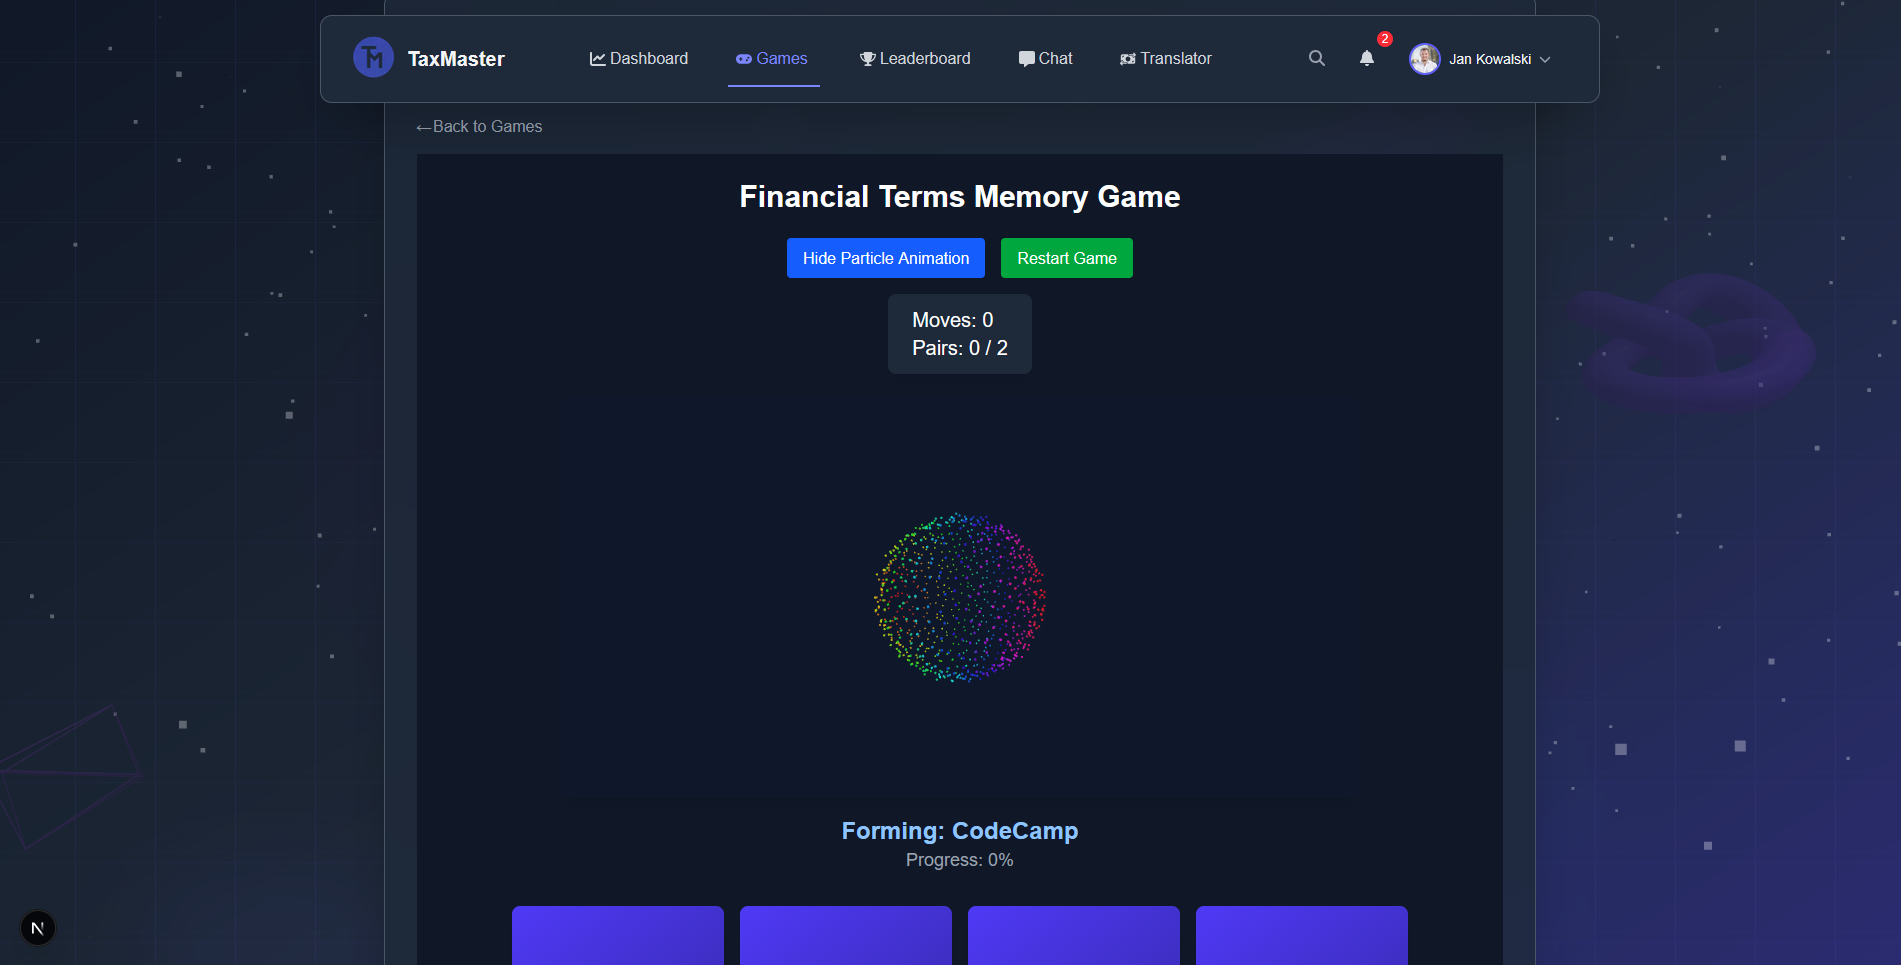 TM TaxMaster Dashboard Games Leaderboard Chat Translator 2 Jan Kowalski
←Back to Games
Financial Terms Memory Game
Hide Particle Animation Restart Game
Moves: 0
Pairs: 0 / 2
Forming: CodeCamp
Progress: 0%
N